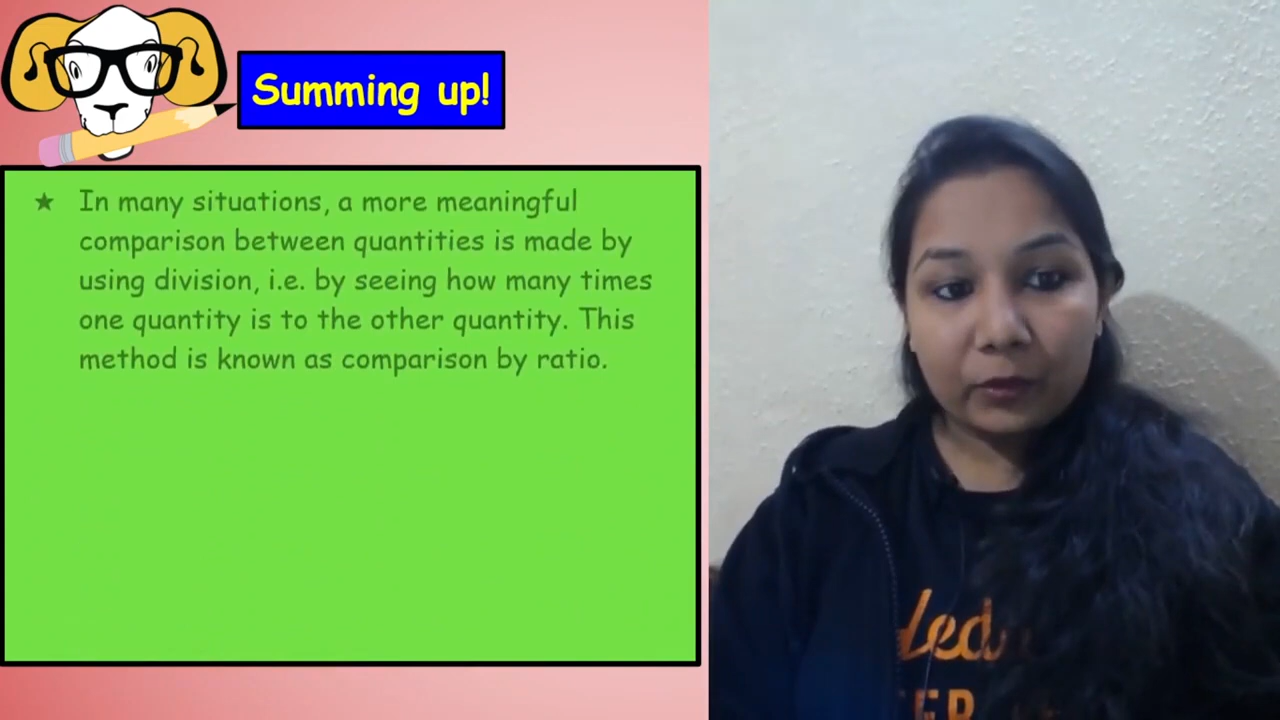 Summing up!
★ In many situations, a more meaningful
comparison between quantities is made by
using division, i.e. by seeing how many times
one quantity is to the other quantity. This
method is known as comparison by ratio.